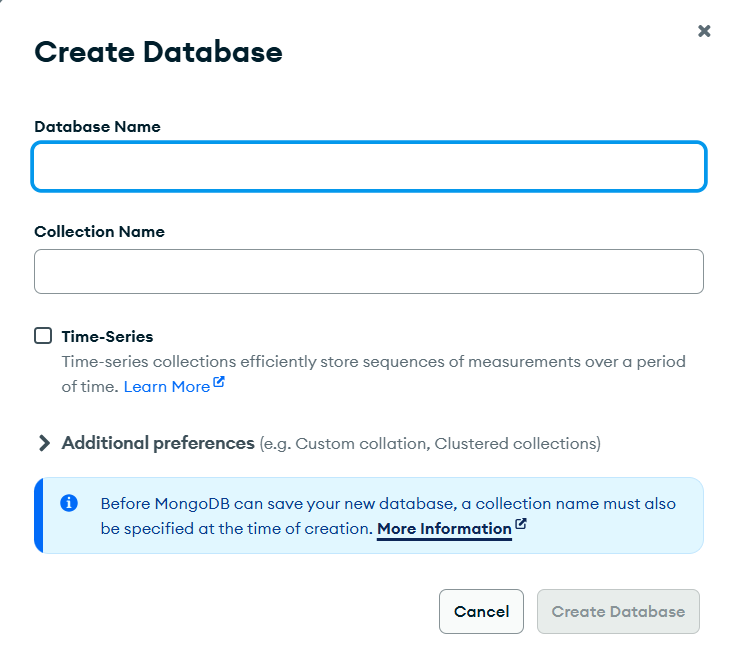 Create Database
Database Name
Collection Name
Time-Series
Time-series collections efficiently store sequences of measurements over a period
of time. Learn More
Additional preferences (e.g. Custom collation, Clustered collections)
Before MongoDB can save your new database, a collection name must also
be specified at the time of creation. More Information
Cancel
Create Database